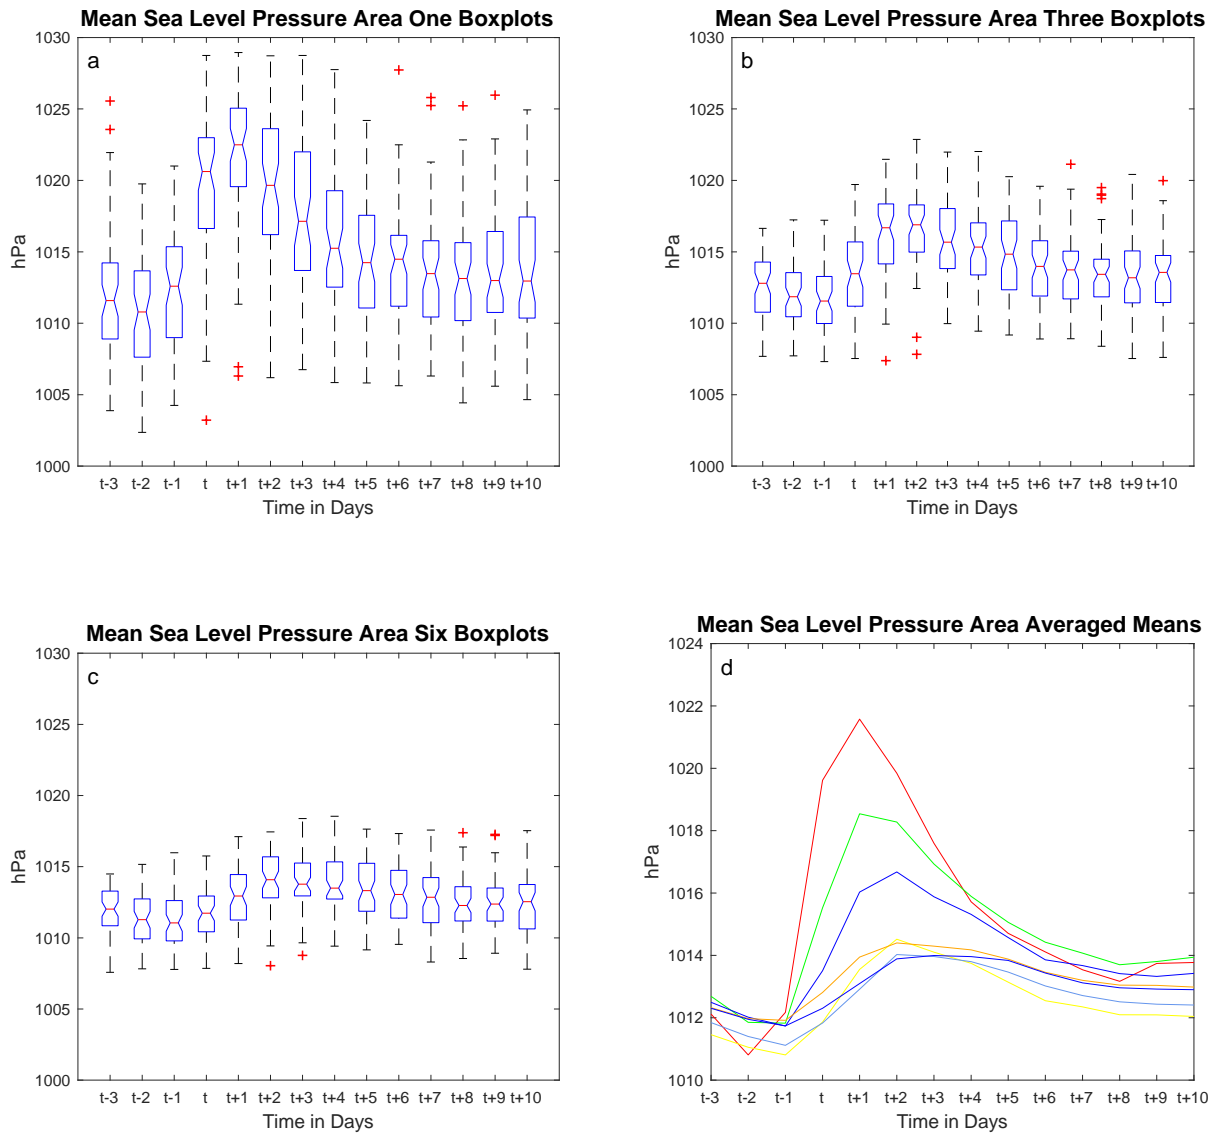 Mean Sea Level Pressure Area One Boxplots
a
1030
1025
1020
1015
1010
1005
1000
hPa
t-3 t-2 t-1 t t+1 t+2 t+3 t+4 t+5 t+6 t+7 t+8 t+9 t+10
Time in Days
Mean Sea Level Pressure Area Three Boxplots
b
1030
1025
1020
1015
1010
1005
1000
hPa
t-3 t-2 t-1 t t+1 t+2 t+3 t+4 t+5 t+6 t+7 t+8 t+9 t+10
Time in Days
Mean Sea Level Pressure Area Six Boxplots
c
1030
1025
1020
1015
1010
1005
1000
hPa
t-3 t-2 t-1 t t+1 t+2 t+3 t+4 t+5 t+6 t+7 t+8 t+9 t+10
Time in Days
Mean Sea Level Pressure Area Averaged Means
d
1024
1022
1020
1018
1016
1014
1012
1010
hPa
t-3 t-2 t-1 t t+1 t+2 t+3 t+4 t+5 t+6 t+7 t+8 t+9 t+10
Time in Days